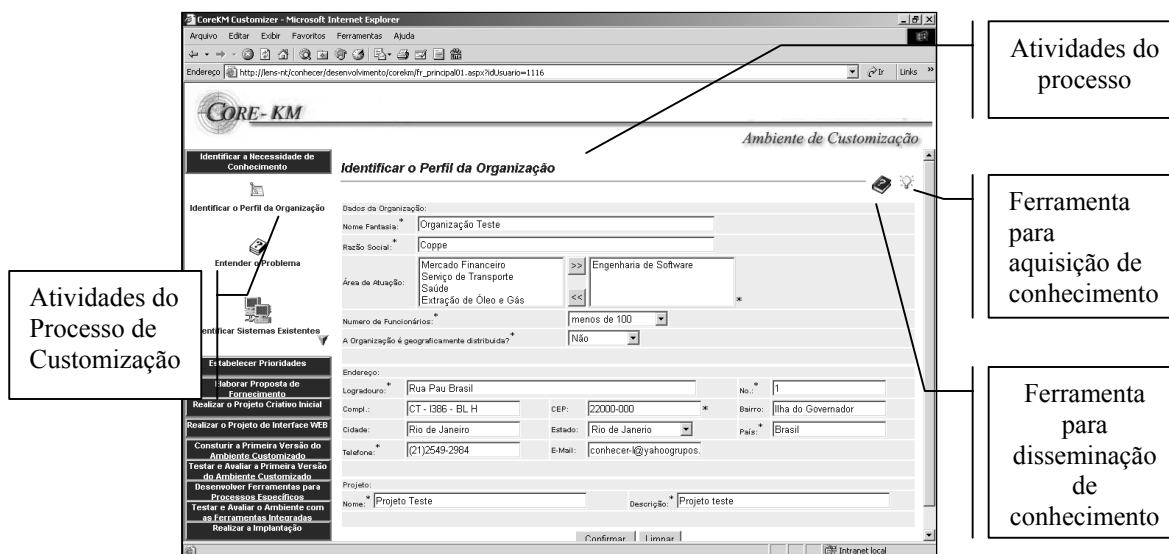 CoreKM Customizer - Microsoft Internet Explorer
Arquivo Editar Exibir Favoritos Ferramentas Ajuda
Endereço http://lens-nt/conhecer/desenvolvimento/corekm/fr_principal01.aspx?idUsuario=1116 Ir Links »
CORE-KM
Ambiente de Customização
Identificar a Necessidade de
Conhecimento
Identificar o Perfil da Organização
Entender o Problema
entificar Sistemas Existentes
Estabelecer Prioridades
Elaborar Proposta de
Fornecimento
Realizar o Projeto Criativo Inicial
Realizar o Projeto de Interface WEB
Consturir a Primeira Versão do
Ambiente Customizado
Testar e Avaliar a Primeira Versão
do Ambiente Customizado
Desenvolver Ferramentas para
Processos Específicos
Testar e Avaliar o Ambiente com
as Ferramentas Integradas
Realizar a Implantação
Identificar o Perfil da Organização
Dados da Organização:
Nome Fantasia:* Organização Teste
Razão Social:* Coppe
Área de Atuação:
Mercado Financeiro >> Engenharia de Software
Serviço de Transporte
Saúde
Extração de Óleo e Gás << *
Numero de Funcionários:* menos de 100
A Organização é geograficamente distribuida?* Não
Endereço:
Logradouro:* Rua Pau Brasil No.:* 1
Compl.: CT - I386 - BL H CEP: 22000-000 * Bairro: Ilha do Governador
Cidade: Rio de Janeiro Estado: Rio de Janerio País:* Brasil
Telefone:* (21)2549-2984 E-Mail: conhecer-l@yahoogrupos.
Projeto:
Nome:* Projeto Teste Descrição:* Projeto teste
Confirmar Limpar
Intranet local
Atividades do
Processo de
Customização
Atividades do
processo
Ferramenta
para
aquisição de
conhecimento
Ferramenta
para
disseminação
de
conhecimento